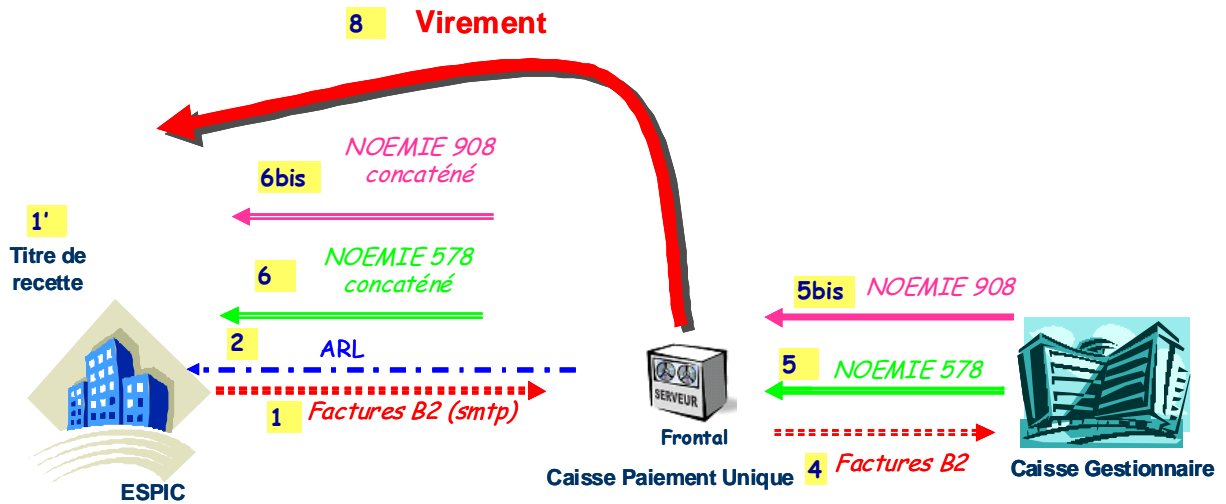 8 Virement
NOEMIE 908
concaténé
6bis
1'
Titre de
recette
NOEMIE 578
concaténé
6
5bis NOEMIE 908
2 ARL
5 NOEMIE 578
SERVEUR
1 Factures B2 (smtp)
Frontal
4 Factures B2
Caisse Paiement Unique
Caisse Gestionnaire
ESPIC